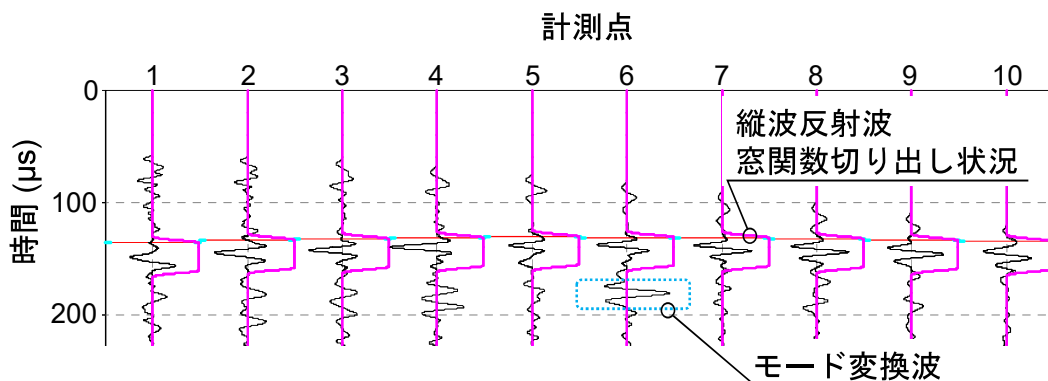 計測点
1 2 3 4 5 6 7 8 9 10
0
縦波反射波
窓関数切り出し状況
100
時間 (μs)
200
モード変換波